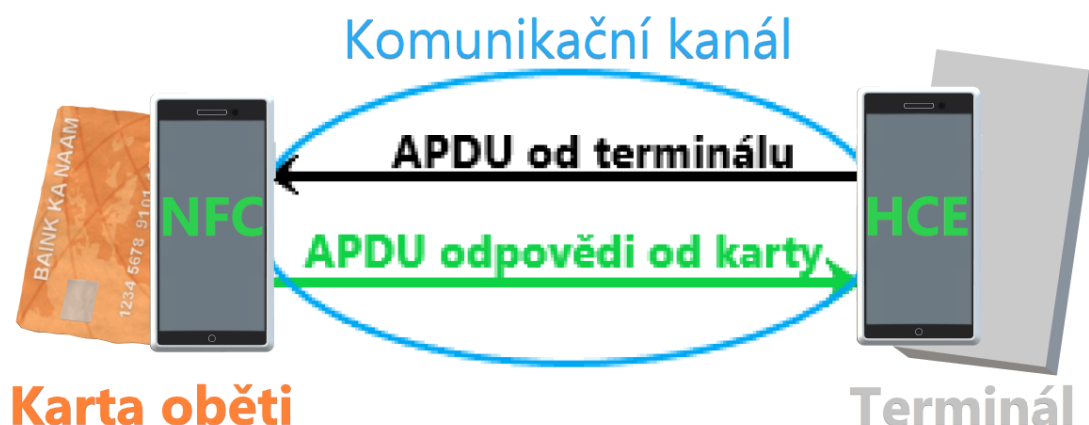 Komunikační kanál
APDU od terminálu
BAINK KA NAAM
1234 5678 9101
NFC
HCE
APDU odpovědi od karty
Karta oběti
Terminál